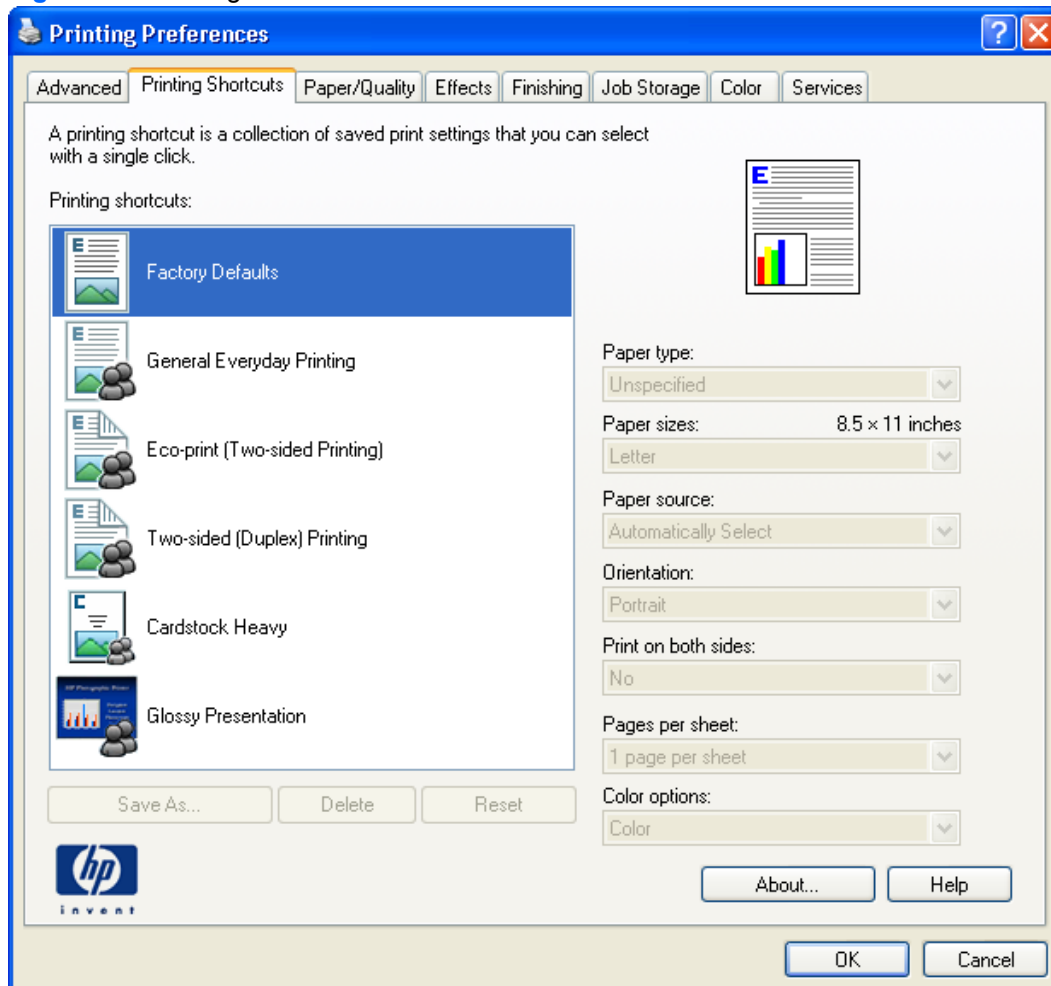 Printing Preferences
Advanced Printing Shortcuts Paper/Quality Effects Finishing Job Storage Color Services
A printing shortcut is a collection of saved print settings that you can select
with a single click.
Printing shortcuts:
E
E
Factory Defaults
E
General Everyday Printing
E
Eco-print (Two-sided Printing)
E
Two-sided (Duplex) Printing
E
Cardstock Heavy
Glossy Presentation
Save As... Delete Reset
Paper type:
Unspecified
Paper sizes: 8.5 × 11 inches
Letter
Paper source:
Automatically Select
Orientation:
Portrait
Print on both sides:
No
Pages per sheet:
1 page per sheet
Color options:
Color
hp
invent
About... Help
OK Cancel